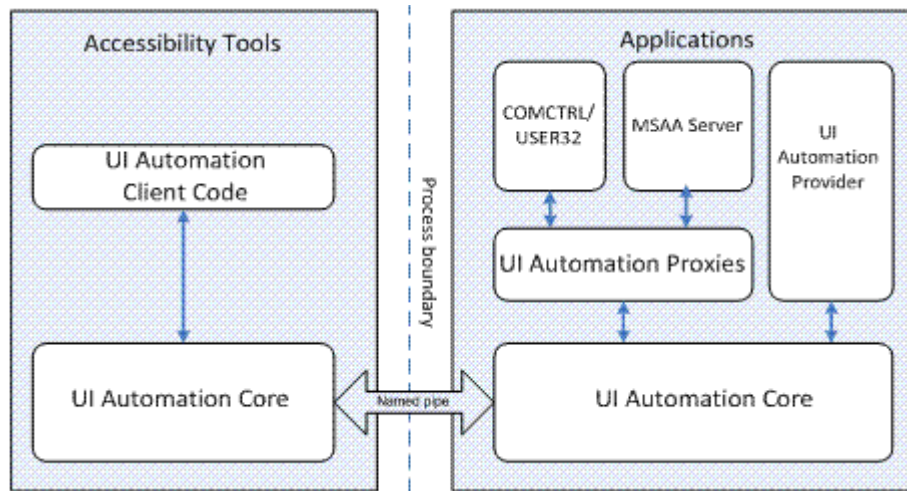 Accessibility Tools
UI Automation
Client Code
UI Automation Core
Process boundary
Named pipe
Applications
COMCTRL/
USER32
MSAA Server
UI
Automation
Provider
UI Automation Proxies
UI Automation Core